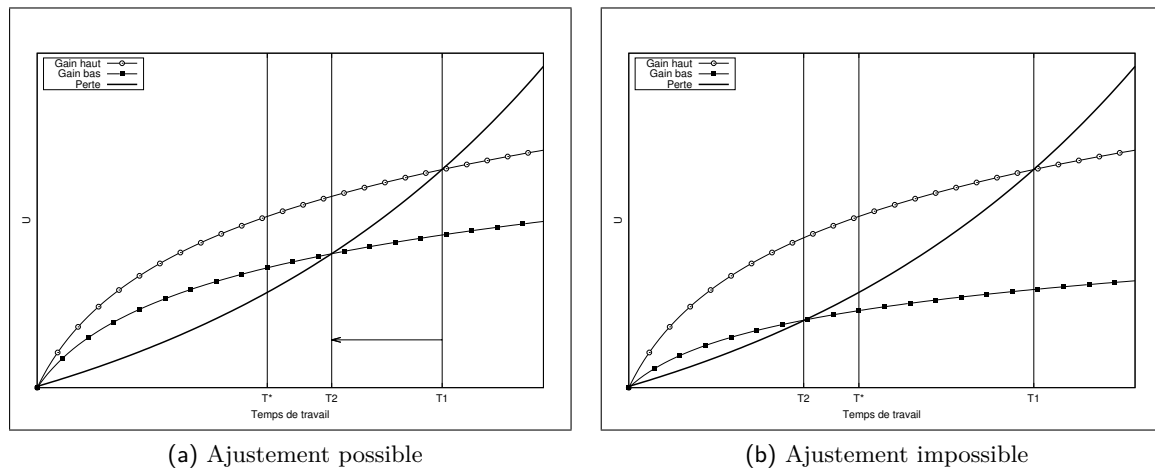 Gain haut
Gain bas
Perte
U
T*
T2
T1
Temps de travail
(a) Ajustement possible
Gain haut
Gain bas
Perte
U
T2
T*
T1
Temps de travail
(b) Ajustement impossible